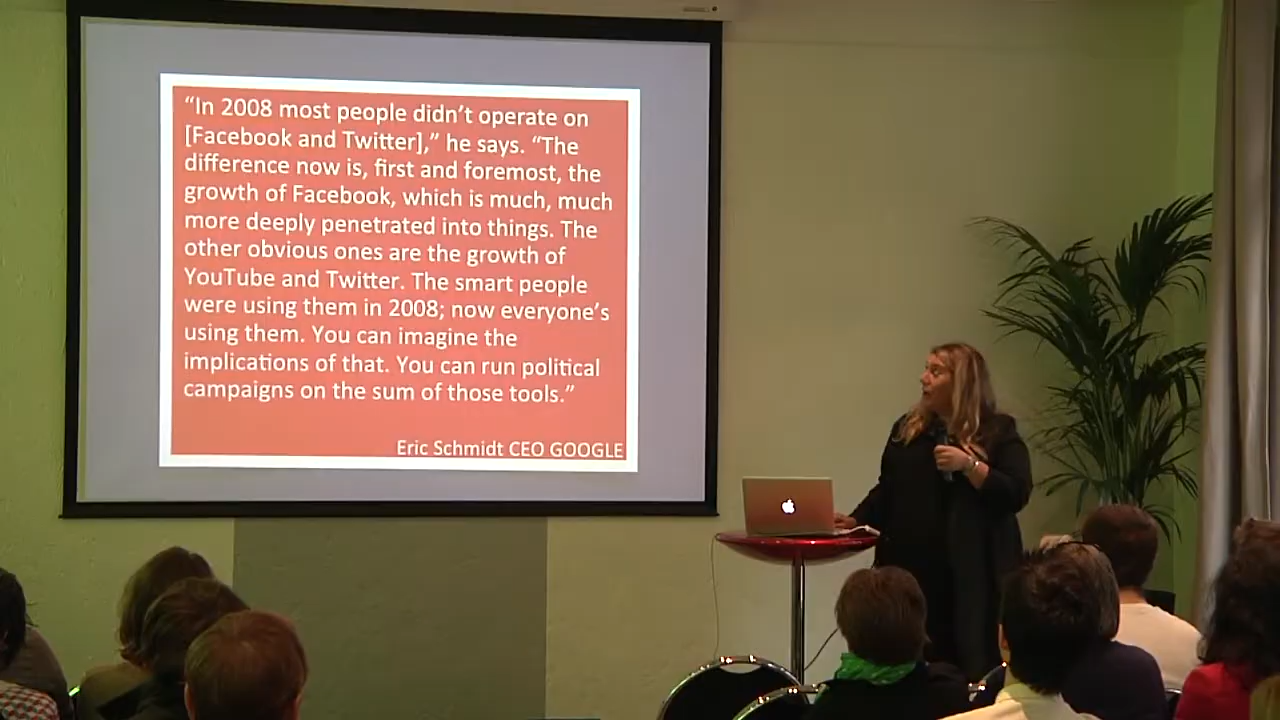 “In 2008 most people didn’t operate on
[Facebook and Twitter],” he says. “The
difference now is, first and foremost, the
growth of Facebook, which is much, much
more deeply penetrated into things. The
other obvious ones are the growth of
YouTube and Twitter. The smart people
were using them in 2008; now everyone’s
using them. You can imagine the
implications of that. You can run political
campaigns on the sum of those tools.”
Eric Schmidt CEO GOOGLE